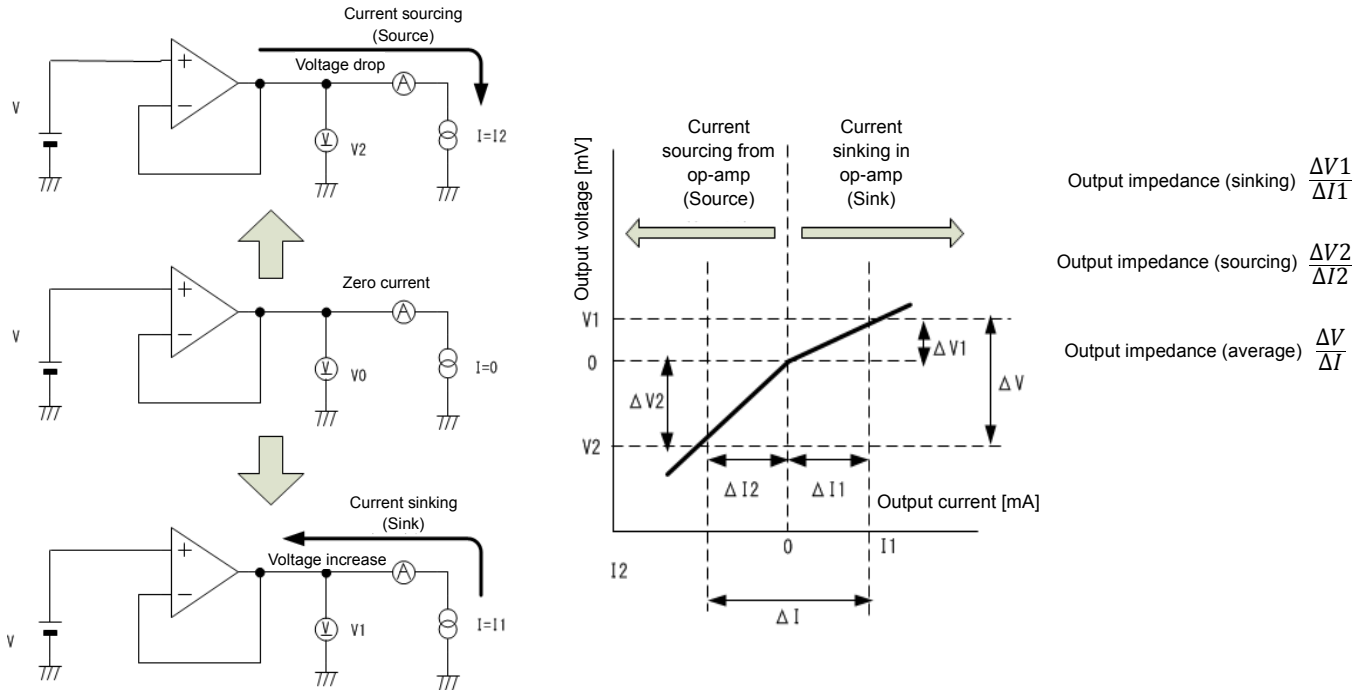 Current sourcing
(Source)
Voltage drop
+
−
A
V
V
V2
I=I2
Zero current
+
−
A
V
V
V0
I=0
Current sinking
(Sink)
Voltage increase
+
−
A
V
V
V1
I=I1
Output voltage [mV]
Current
sourcing from
op-amp
(Source)
Current
sinking in
op-amp
(Sink)
V1
0
V2
ΔV1
ΔV2
ΔV
ΔI2
ΔI1
Output current [mA]
0
I1
I2
ΔI
Output impedance (sinking) ΔV1/ΔI1
Output impedance (sourcing) ΔV2/ΔI2
Output impedance (average) ΔV/ΔI